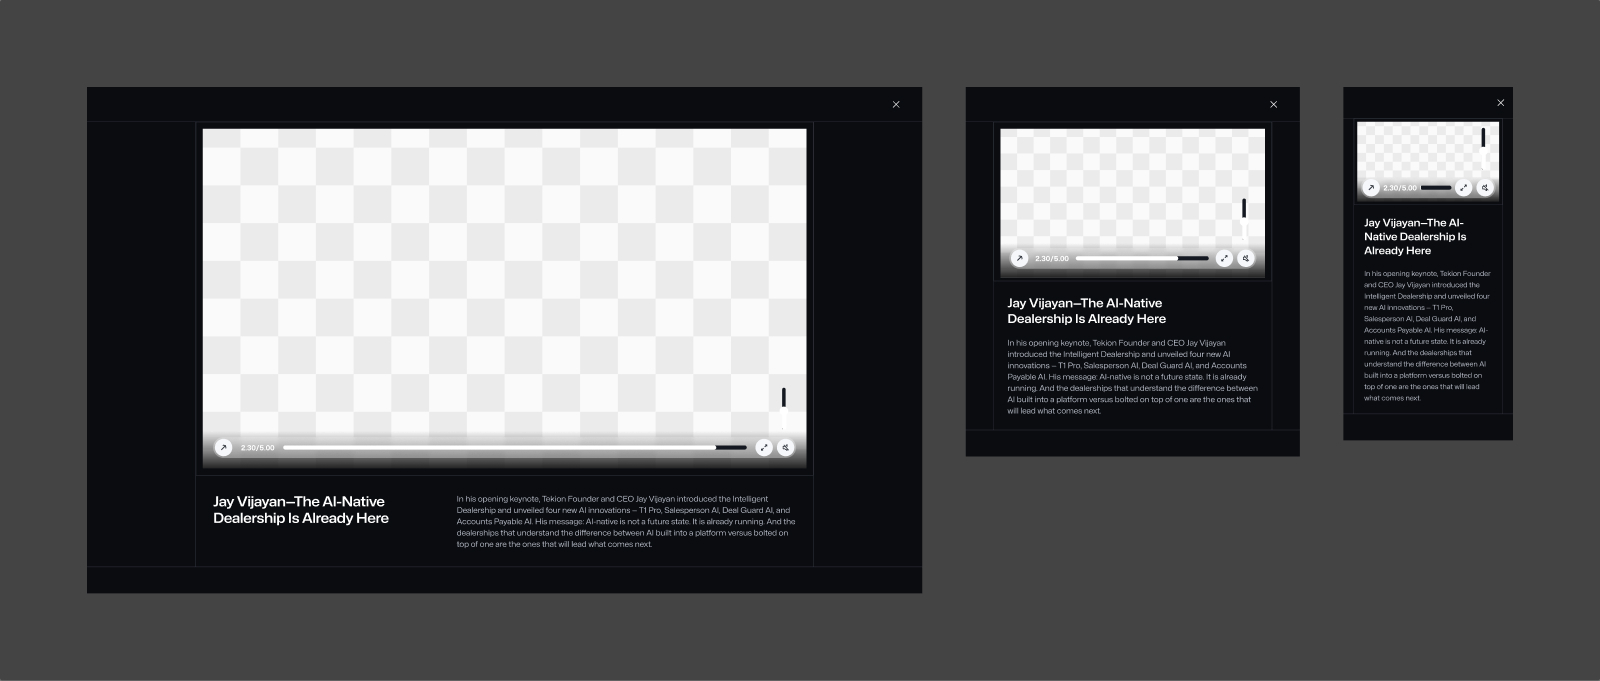 2.30/5.00
Jay Vijayan—The AI-Native
Dealership Is Already Here
In his opening keynote, Tekion Founder and CEO Jay Vijayan introduced the Intelligent
Dealership and unveiled four new AI innovations — T1 Pro, Salesperson AI, Deal Guard AI, and
Accounts Payable AI. His message: AI-native is not a future state. It is already running. And the
dealerships that understand the difference between AI built into a platform versus bolted on
top of one are the ones that will lead what comes next.
2.30/5.00
Jay Vijayan—The AI-Native
Dealership Is Already Here
In his opening keynote, Tekion Founder and CEO Jay Vijayan
introduced the Intelligent Dealership and unveiled four new AI
innovations — T1 Pro, Salesperson AI, Deal Guard AI, and Accounts
Payable AI. His message: AI-native is not a future state. It is already
running. And the dealerships that understand the difference between
AI built into a platform versus bolted on top of one are the ones that
will lead what comes next.
2.30/5.00
Jay Vijayan—The AI-
Native Dealership Is
Already Here
In his opening keynote, Tekion Founder
and CEO Jay Vijayan introduced the
Intelligent Dealership and unveiled four
new AI innovations — T1 Pro,
Salesperson AI, Deal Guard AI, and
Accounts Payable AI. His message: AI-
native is not a future state. It is already
running. And the dealerships that
understand the difference between AI
built into a platform versus bolted on
top of one are the ones that will lead
what comes next.